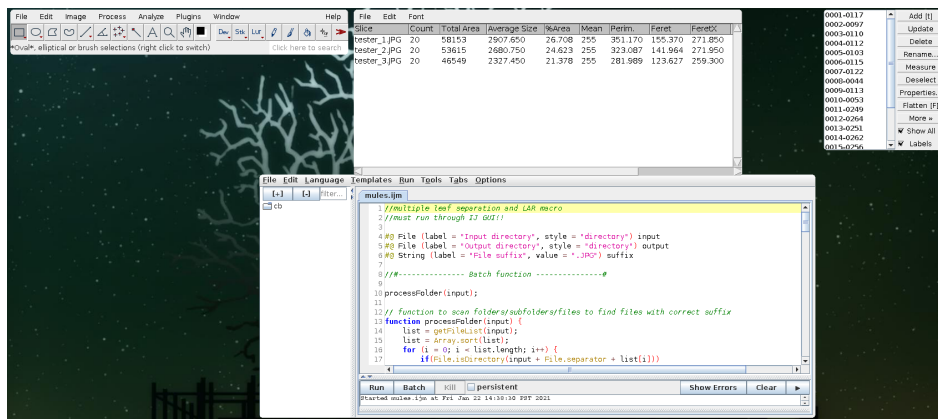 File Edit Image Process Analyze Plugins Window Help
Dev Stk Lut
*Oval*, elliptical or brush selections (right click to switch)
Click here to search
File Edit Font
Slice Count Total Area Average Size %Area Mean Perim. Feret FeretX
tester_1.JPG 20 58153 2907.650 26.708 255 351.170 155.370 271.850
tester_2.JPG 20 53615 2680.750 24.623 255 323.087 141.964 271.950
tester_3.JPG 20 46549 2327.450 21.378 255 281.989 123.627 259.300
0001-0117
0002-0097
0003-0110
0004-0112
0005-0103
0006-0115
0007-0122
0008-0044
0009-0113
0010-0053
0011-0249
0012-0264
0013-0251
0014-0262
0015-0256
Add [t]
Update
Delete
Rename...
Measure
Deselect
Properties.
Flatten [F]
More »
Show All
Labels
File Edit Language Templates Run Tools Tabs Options
[+] [-] filter...
cb
mules.ijm
1 //multiple leaf separation and LAR macro
2 //must run through IJ GUI!!
3
4 #@ File (label = "Input directory", style = "directory") input
5 #@ File (label = "Output directory", style = "directory") output
6 #@ String (label = "File suffix", value = ".JPG") suffix
7
8 //#--------------- Batch function ---------------#
9
10 processFolder(input);
11
12 // function to scan folders/subfolders/files to find files with correct suffix
13 function processFolder(input) {
14 list = getFileList(input);
15 list = Array.sort(list);
16 for (i = 0; i < list.length; i++) {
17 if(File.isDirectory(input + File.separator + list[i]))
Run Batch Kill persistent Show Errors Clear
Started mules.ijm at Fri Jan 22 14:38:30 PST 2021